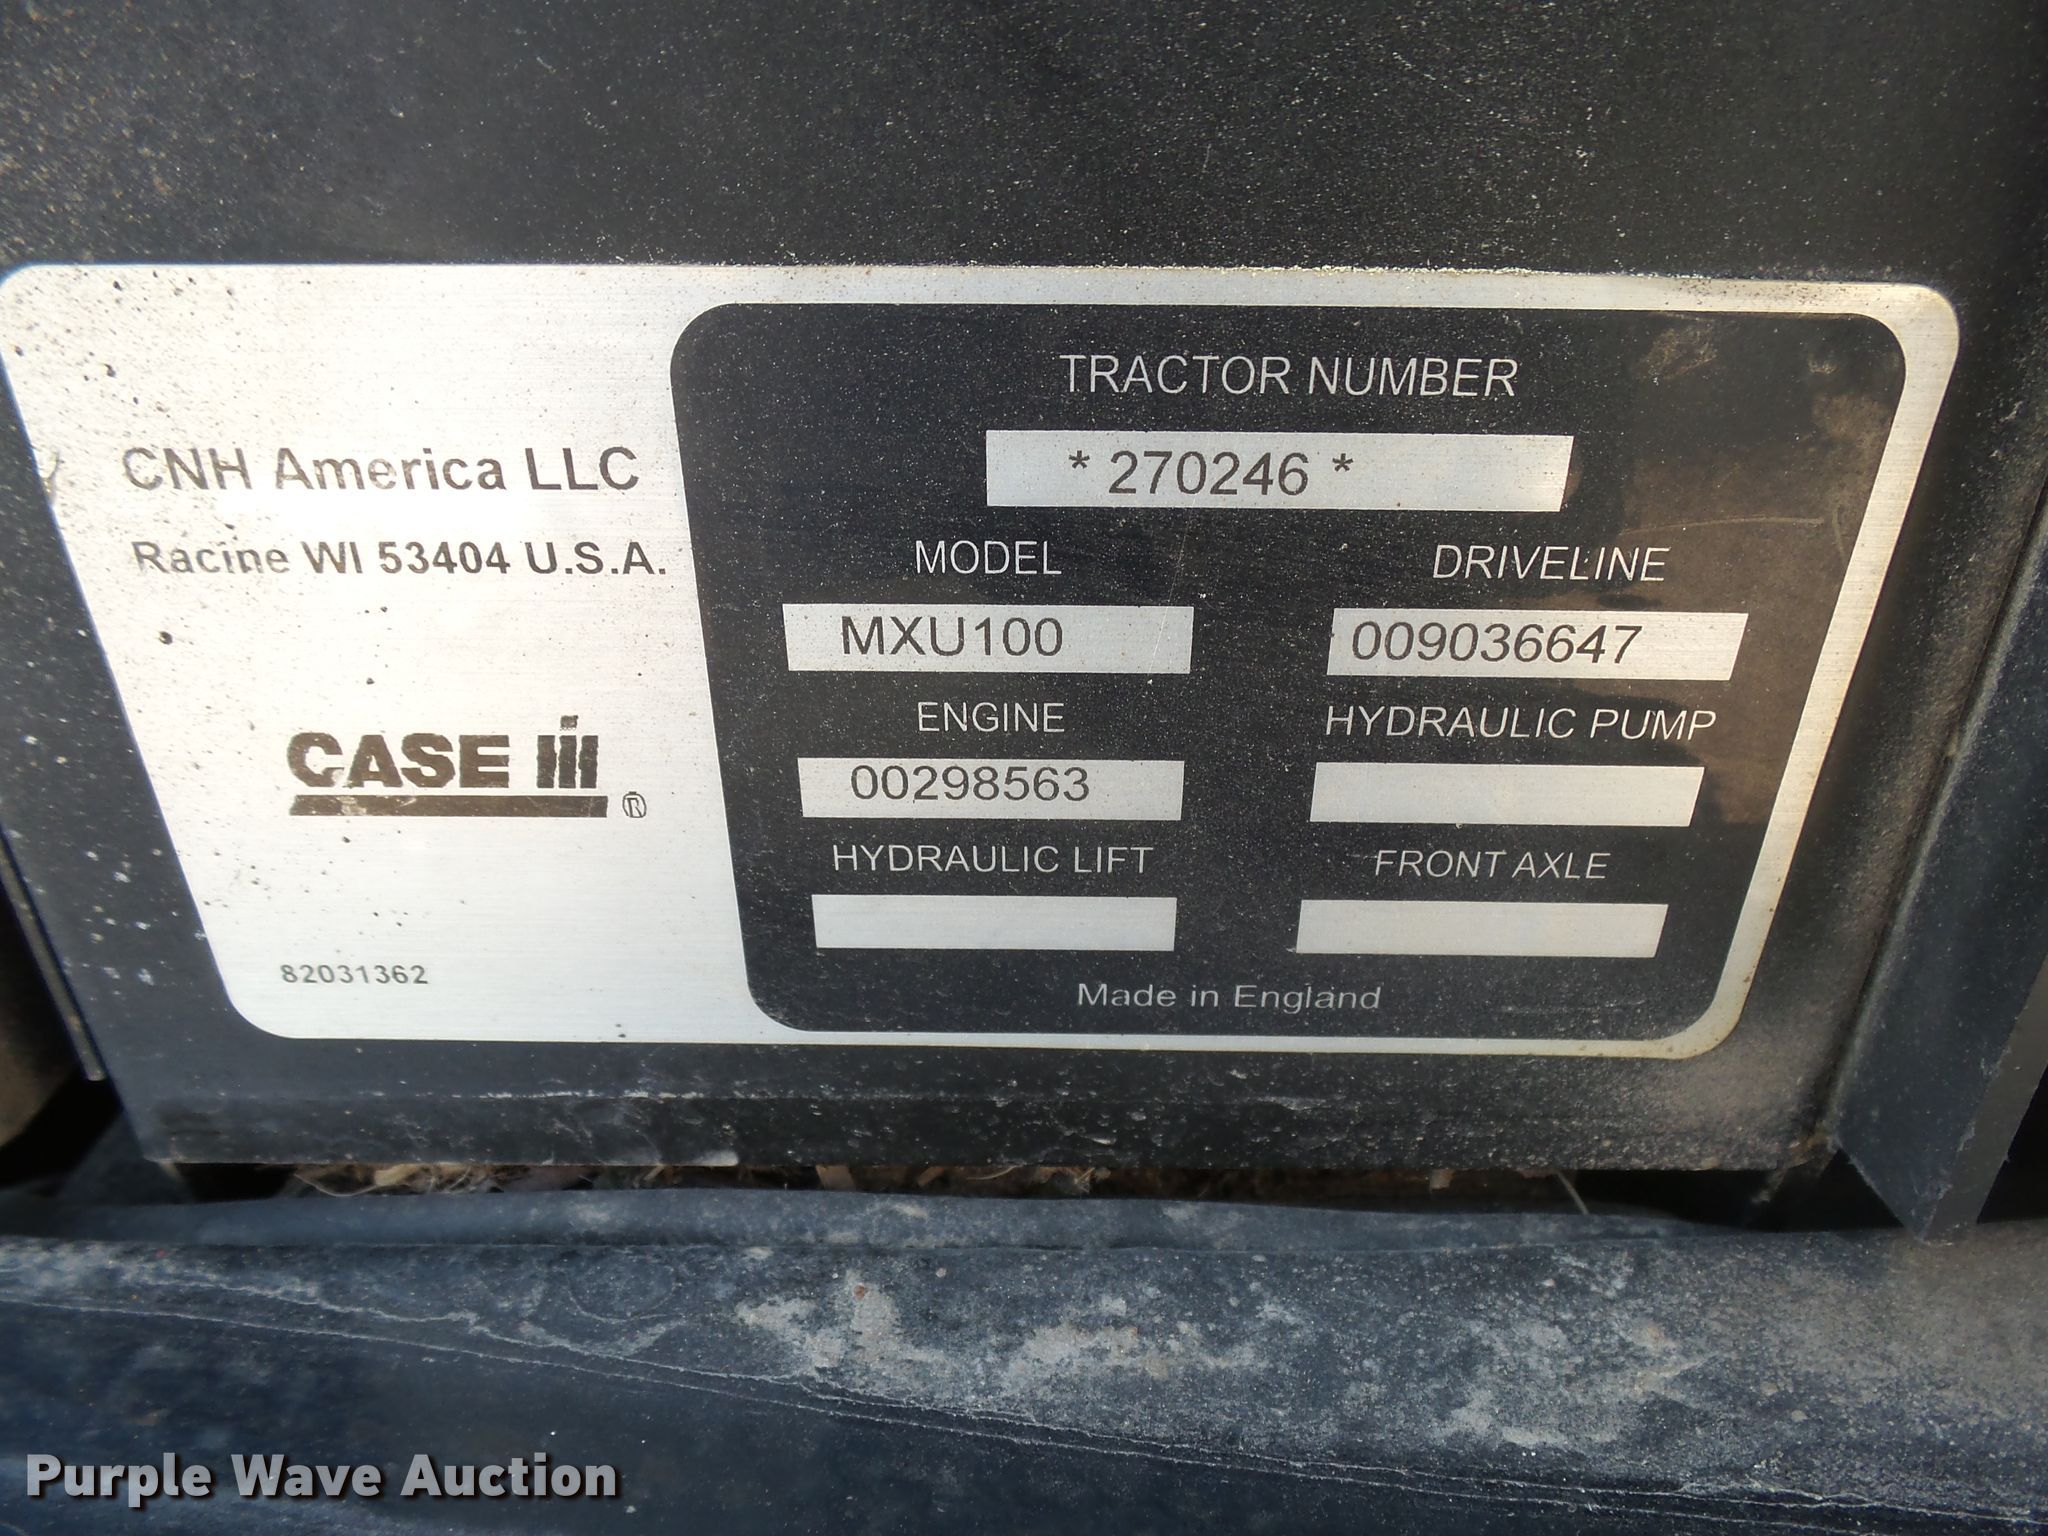 CNH America LLC
Racine WI 53404 U.S.A.
CASE IH
®
82031362
TRACTOR NUMBER
* 270246 *
MODEL
MXU100
DRIVELINE
009036647
ENGINE
00298563
HYDRAULIC PUMP
HYDRAULIC LIFT
FRONT AXLE
Made in England
Purple Wave Auction